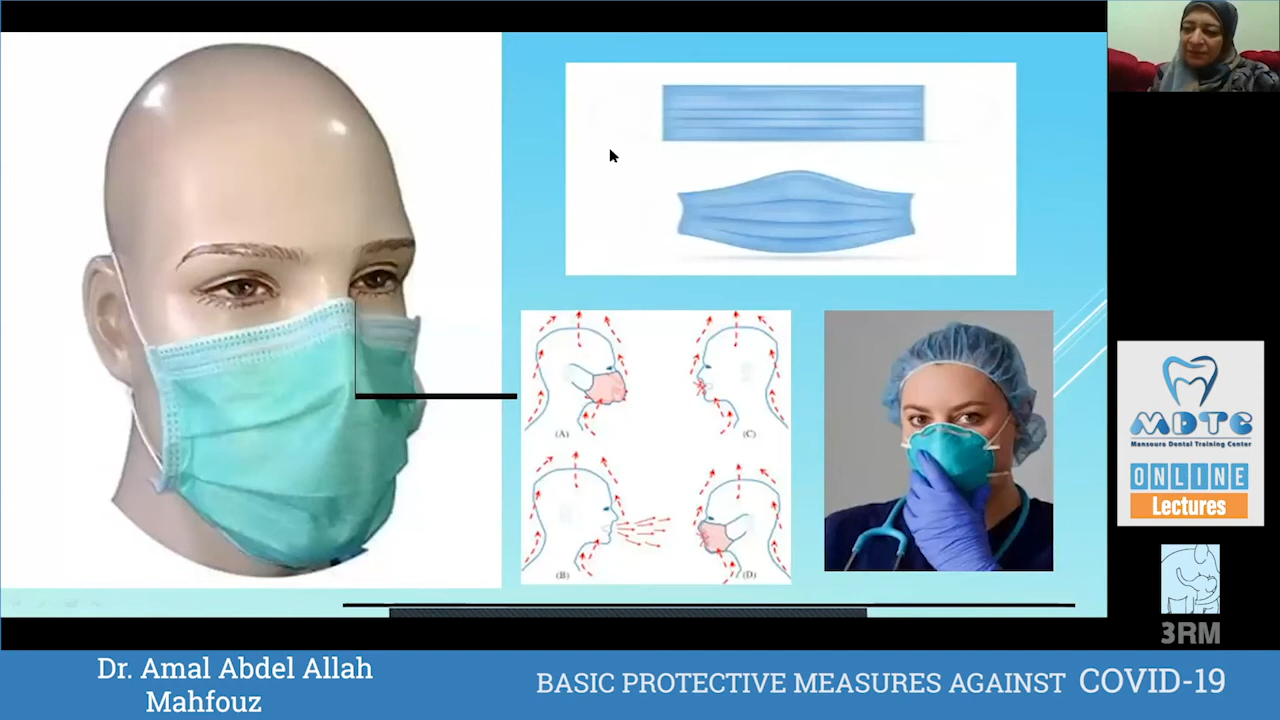 (A)
(C)
(B)
(D)
MDTC
Mansoura Dental Training Center
ONLINE
Lectures
3RM
Dr. Amal Abdel Allah
Mahfouz
BASIC PROTECTIVE MEASURES AGAINST COVID-19